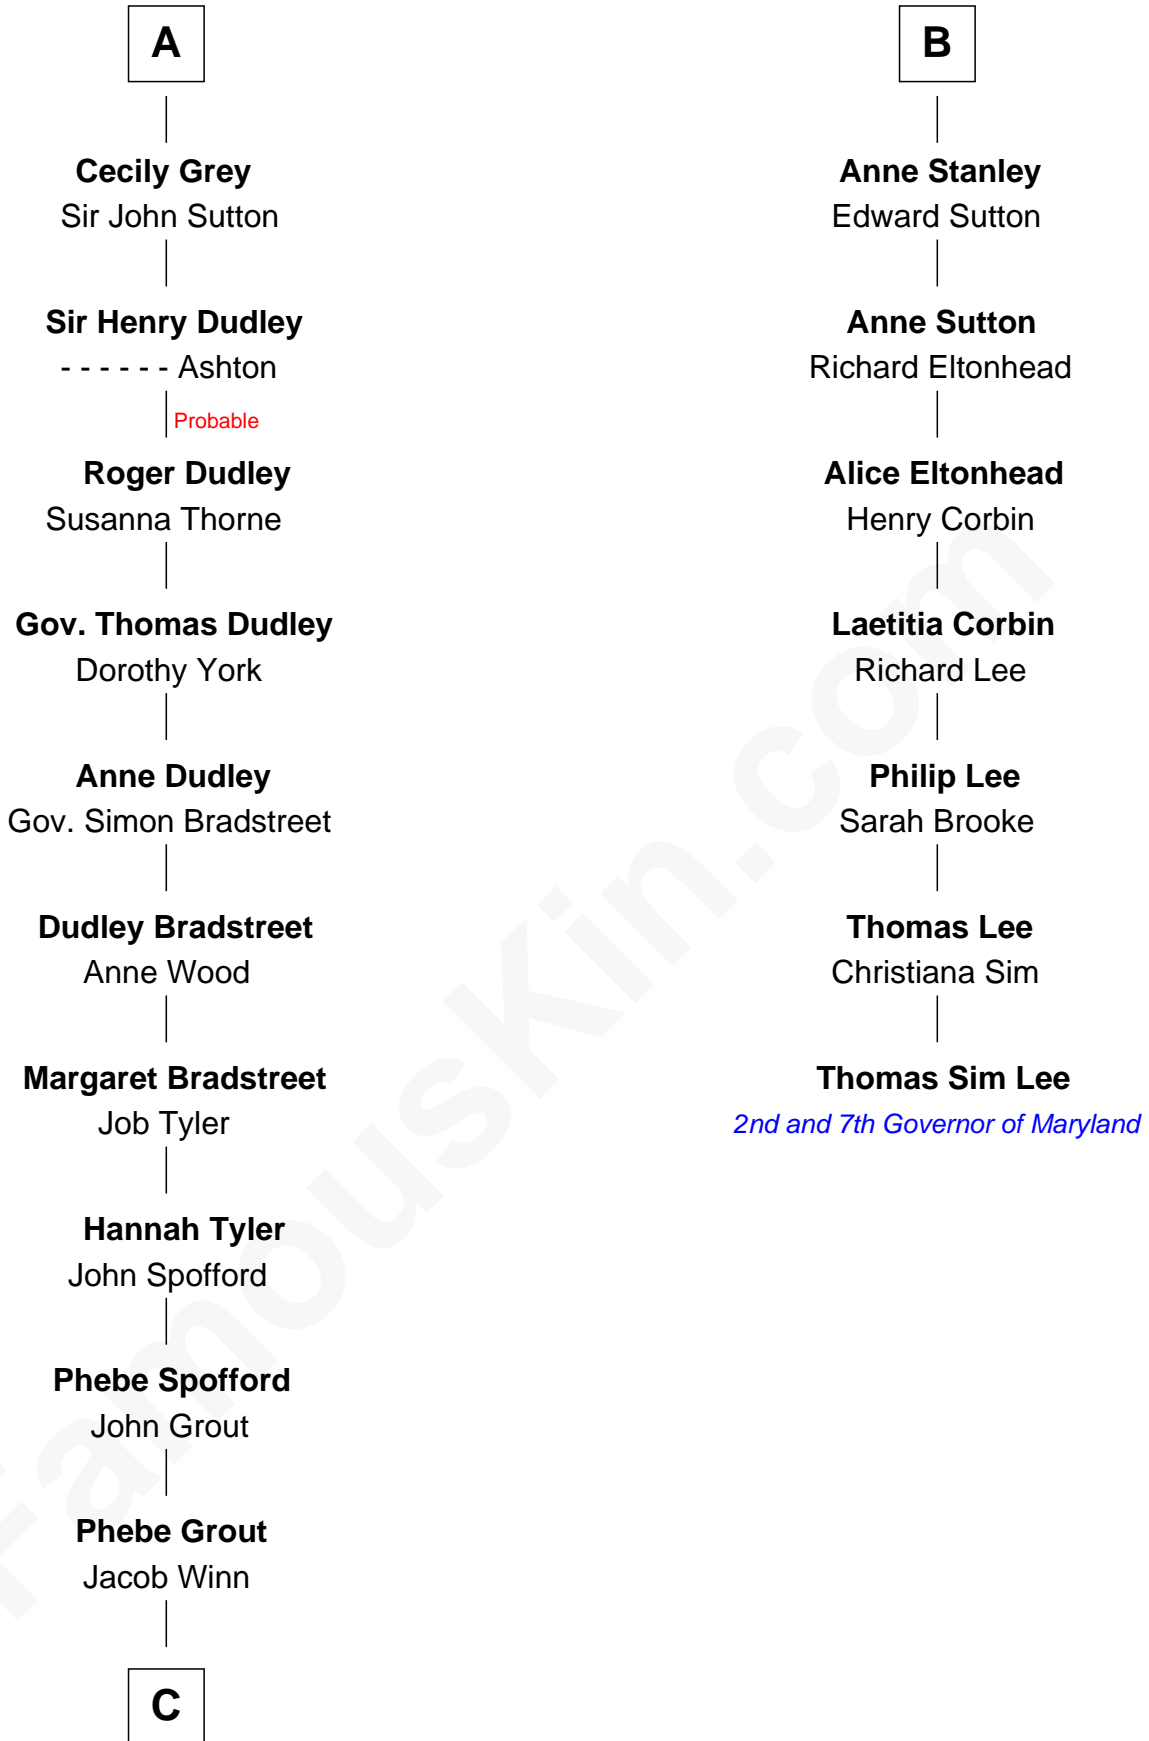 A
Cecily Grey
Sir John Sutton
Sir Henry Dudley
- - - - - - Ashton
Probable
Roger Dudley
Susanna Thorne
Gov. Thomas Dudley
Dorothy York
Anne Dudley
Gov. Simon Bradstreet
Dudley Bradstreet
Anne Wood
Margaret Bradstreet
Job Tyler
Hannah Tyler
John Spofford
Phebe Spofford
John Grout
Phebe Grout
Jacob Winn
C
B
Anne Stanley
Edward Sutton
Anne Sutton
Richard Eltonhead
Alice Eltonhead
Henry Corbin
Laetitia Corbin
Richard Lee
Philip Lee
Sarah Brooke
Thomas Lee
Christiana Sim
Thomas Sim Lee
2nd and 7th Governor of Maryland
FamousKin.com